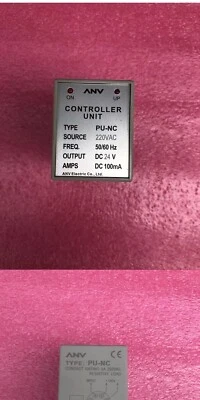 ANV
ON UP
CONTROLLER
UNIT
TYPE PU-NC
SOURCE 220VAC
FREQ. 50/60 Hz
OUTPUT DC 24 V
AMPS DC 100mA
ANV Electric Co., Ltd.
ANV CE
TYPE: PU-NC